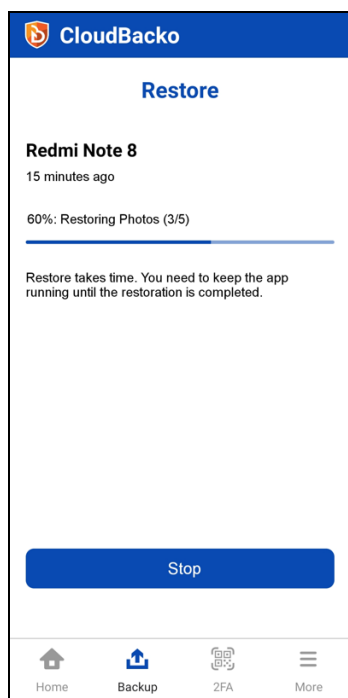 CloudBacko
Restore
Redmi Note 8
15 minutes ago
60%: Restoring Photos (3/5)
Restore takes time. You need to keep the app
running until the restoration is completed.
Stop
Home Backup 2FA More